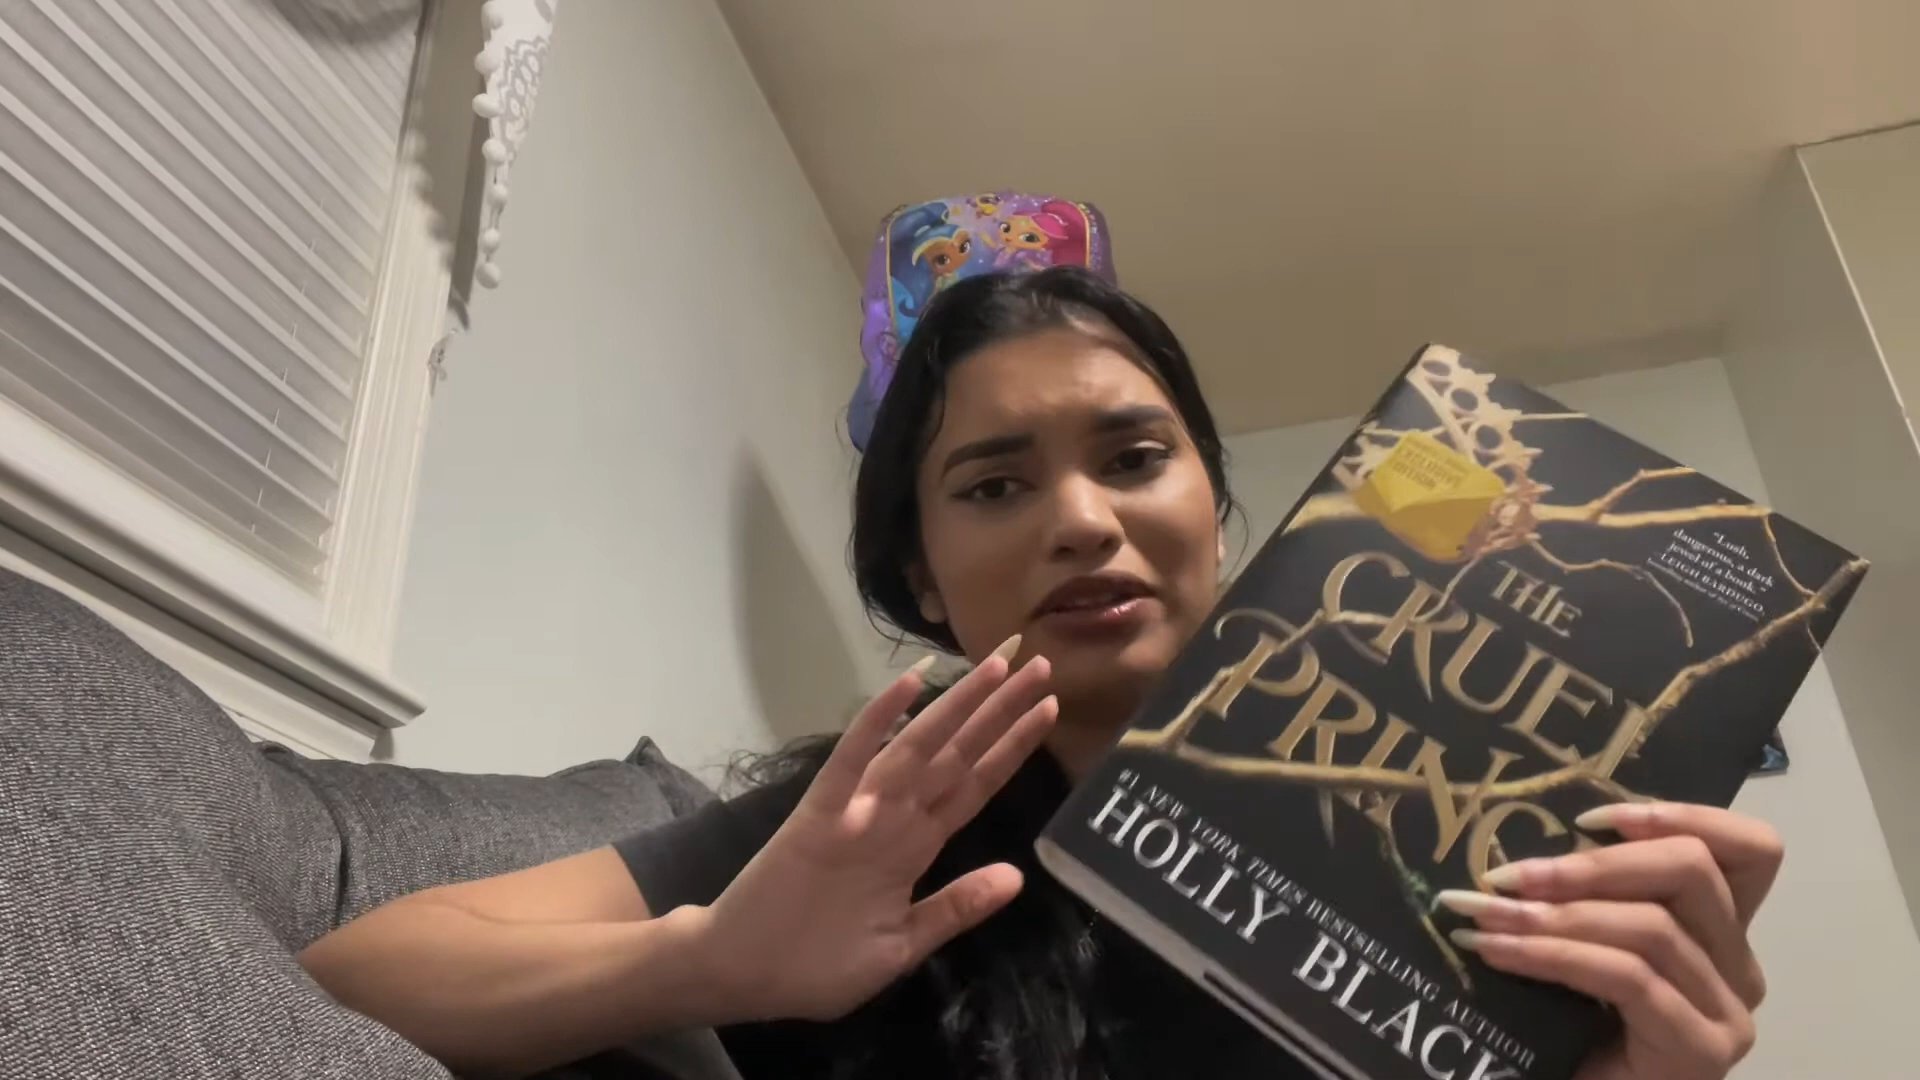 "Lush,
dangerous, a dark
jewel of a book."
LEIGH BARDUGO,
THE
CRUEL
PRINCE
#1 NEW YORK TIMES BESTSELLING AUTHOR
HOLLY BLACK